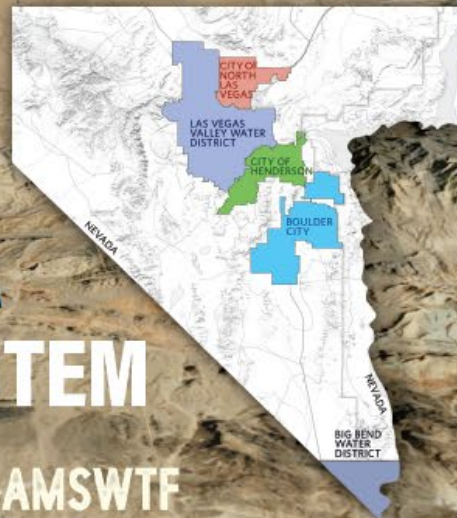 CITY OF
NORTH
LAS
VEGAS
LAS VEGAS
VALLEY WATER
DISTRICT
CITY OF
HENDERSON
BOULDER
CITY
NEVADA
TEM
NEVADA
BIG BEND
WATER
DISTRICT
AMSWTF